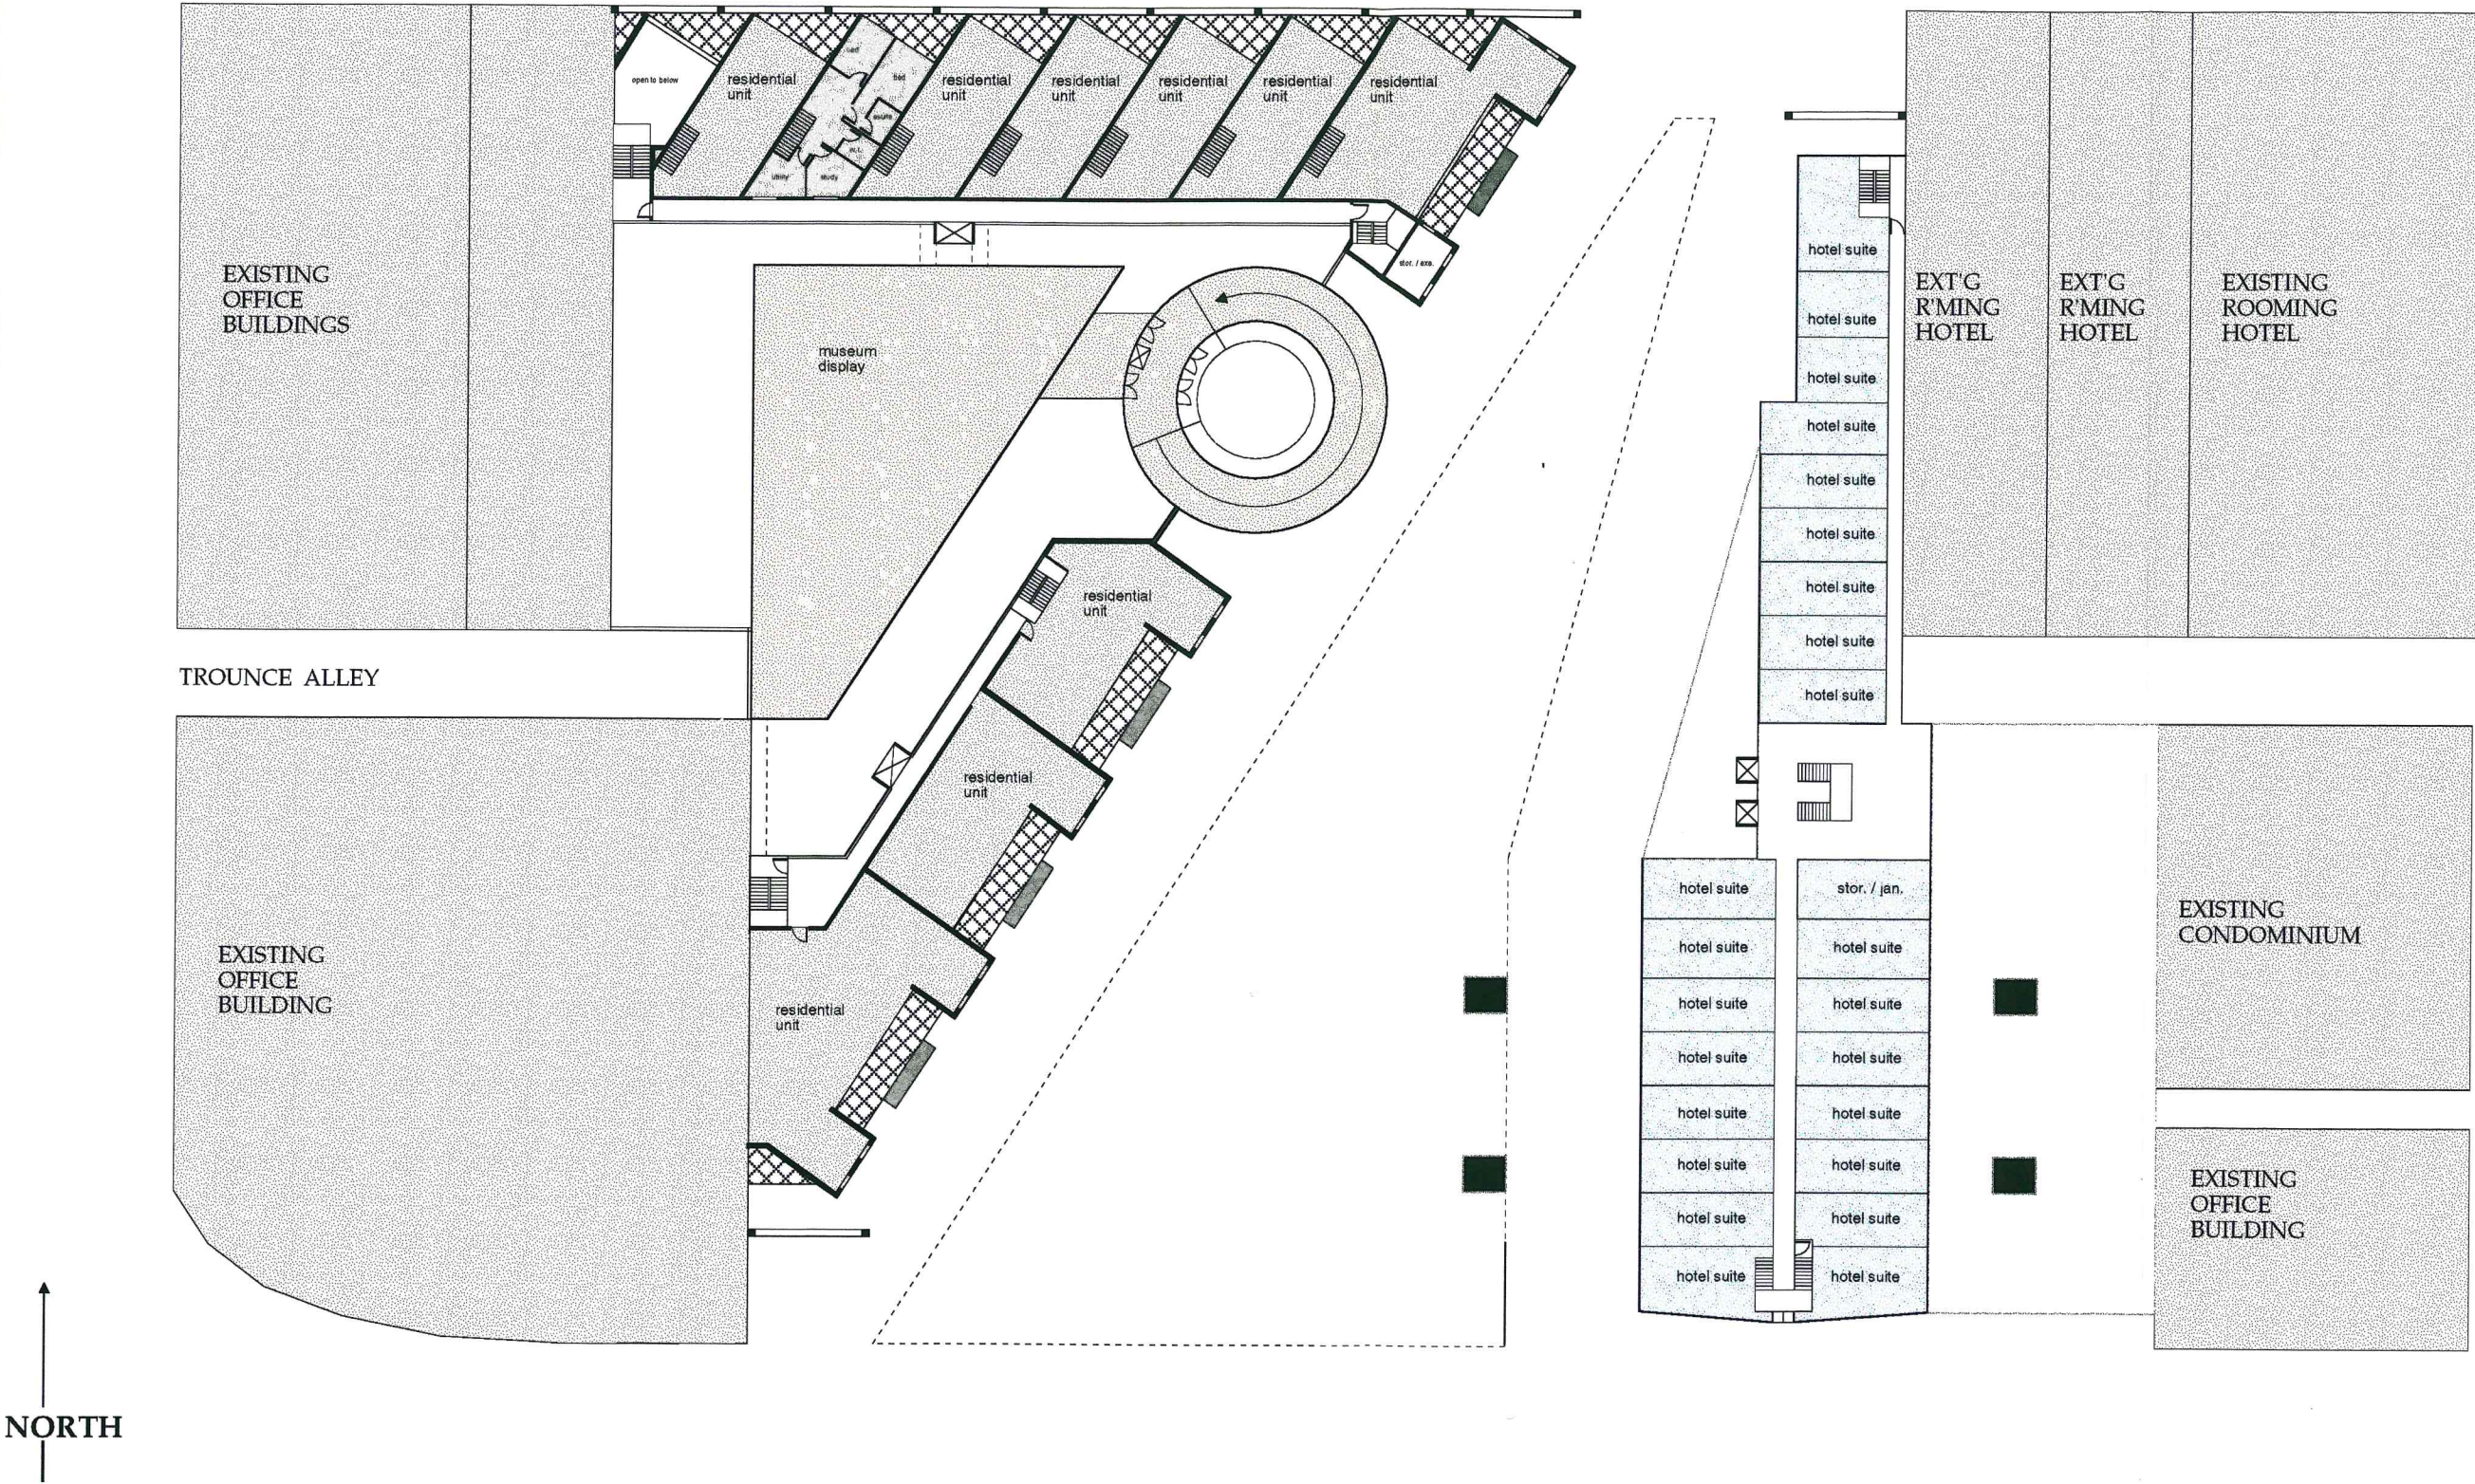 open to below
residential
unit
bed
bed
ensuite
w.i.
utility
study
residential
unit
residential
unit
residential
unit
residential
unit
residential
unit
stor. / exe.
EXISTING
OFFICE
BUILDINGS
museum
display
TROUNCE ALLEY
residential
unit
residential
unit
residential
unit
EXISTING
OFFICE
BUILDING
NORTH
hotel suite
hotel suite
hotel suite
hotel suite
hotel suite
hotel suite
hotel suite
hotel suite
hotel suite
EXT'G
R'MING
HOTEL
EXT'G
R'MING
HOTEL
EXISTING
ROOMING
HOTEL
hotel suite
stor. / jan.
hotel suite
hotel suite
hotel suite
hotel suite
hotel suite
hotel suite
hotel suite
hotel suite
hotel suite
hotel suite
hotel suite
hotel suite
hotel suite
hotel suite
EXISTING
CONDOMINIUM
EXISTING
OFFICE
BUILDING